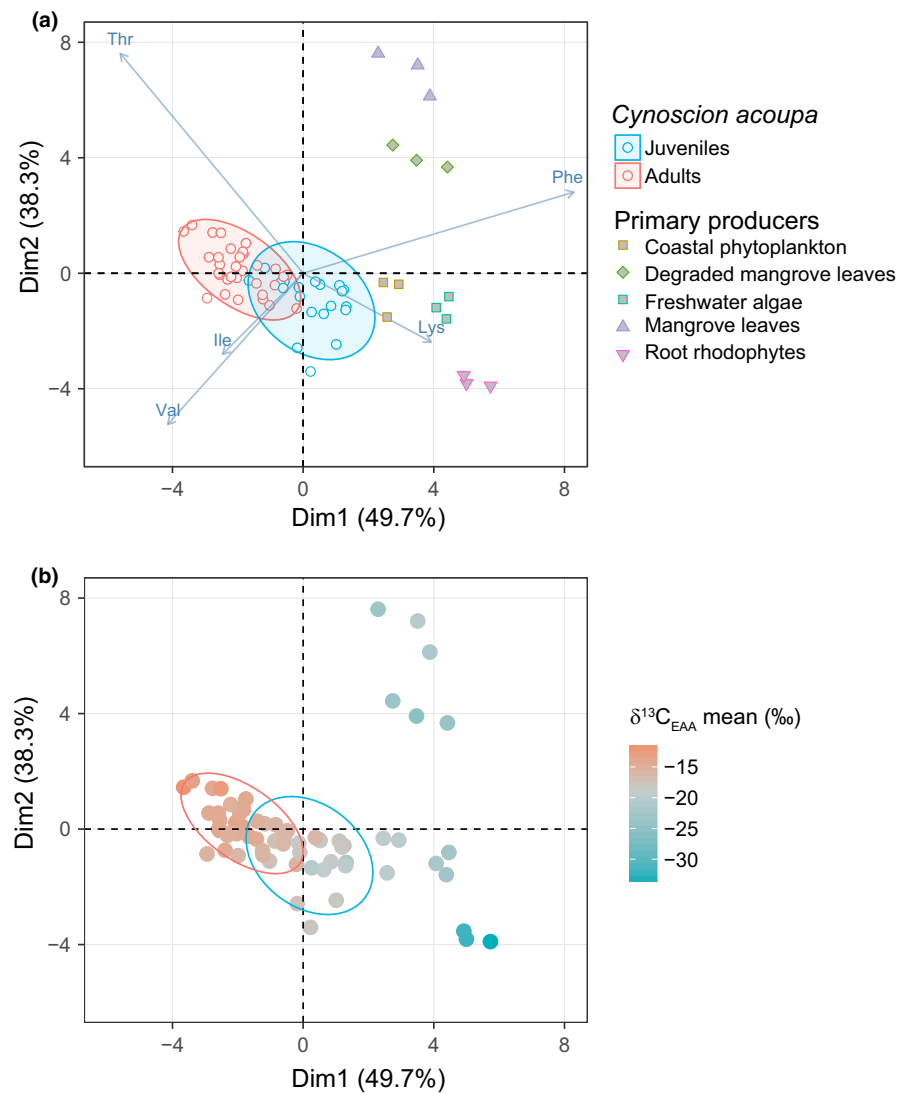 (a)
Thr
Phe
Lys
Ile
Val
8
4
0
−4
−4
0
4
8
Dim2 (38.3%)
Dim1 (49.7%)
Cynoscion acoupa
Juveniles
Adults
Primary producers
Coastal phytoplankton
Degraded mangrove leaves
Freshwater algae
Mangrove leaves
Root rhodophytes
(b)
8
4
0
−4
−4
0
4
8
Dim2 (38.3%)
Dim1 (49.7%)
δ13CEAA mean (‰)
−15
−20
−25
−30